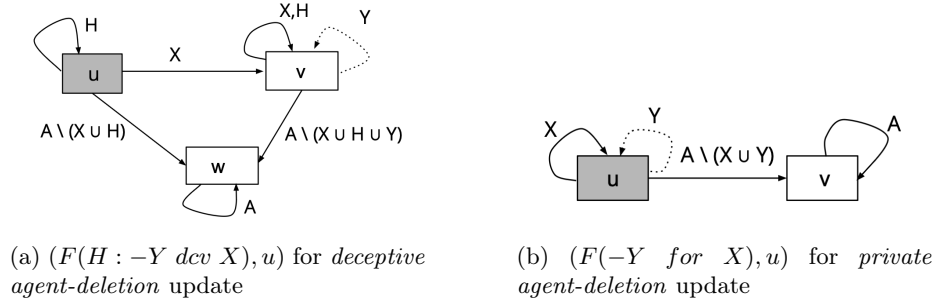 H
X,H
Y
X
u
v
A \ (X ∪ H)
A \ (X ∪ H ∪ Y)
w
A
X
Y
A \ (X ∪ Y)
A
u
v
(a) (F(H : −Y dcv X), u) for deceptive
agent-deletion update
(b) (F(−Y for X), u) for private
agent-deletion update